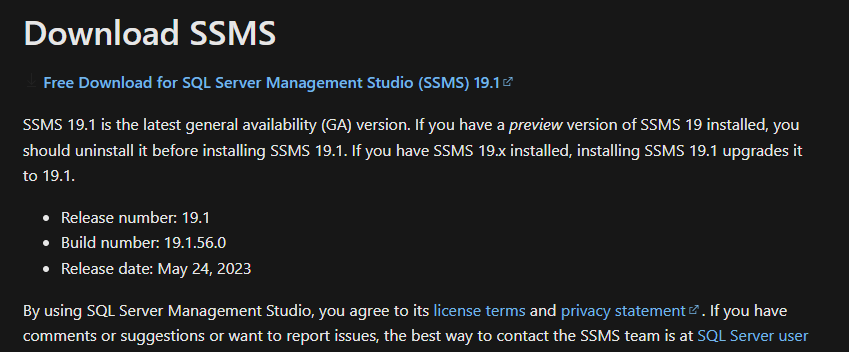 Download SSMS
Free Download for SQL Server Management Studio (SSMS) 19.1
SSMS 19.1 is the latest general availability (GA) version. If you have a preview version of SSMS 19 installed, you
should uninstall it before installing SSMS 19.1. If you have SSMS 19.x installed, installing SSMS 19.1 upgrades it
to 19.1.
• Release number: 19.1
• Build number: 19.1.56.0
• Release date: May 24, 2023
By using SQL Server Management Studio, you agree to its license terms and privacy statement. If you have
comments or suggestions or want to report issues, the best way to contact the SSMS team is at SQL Server user